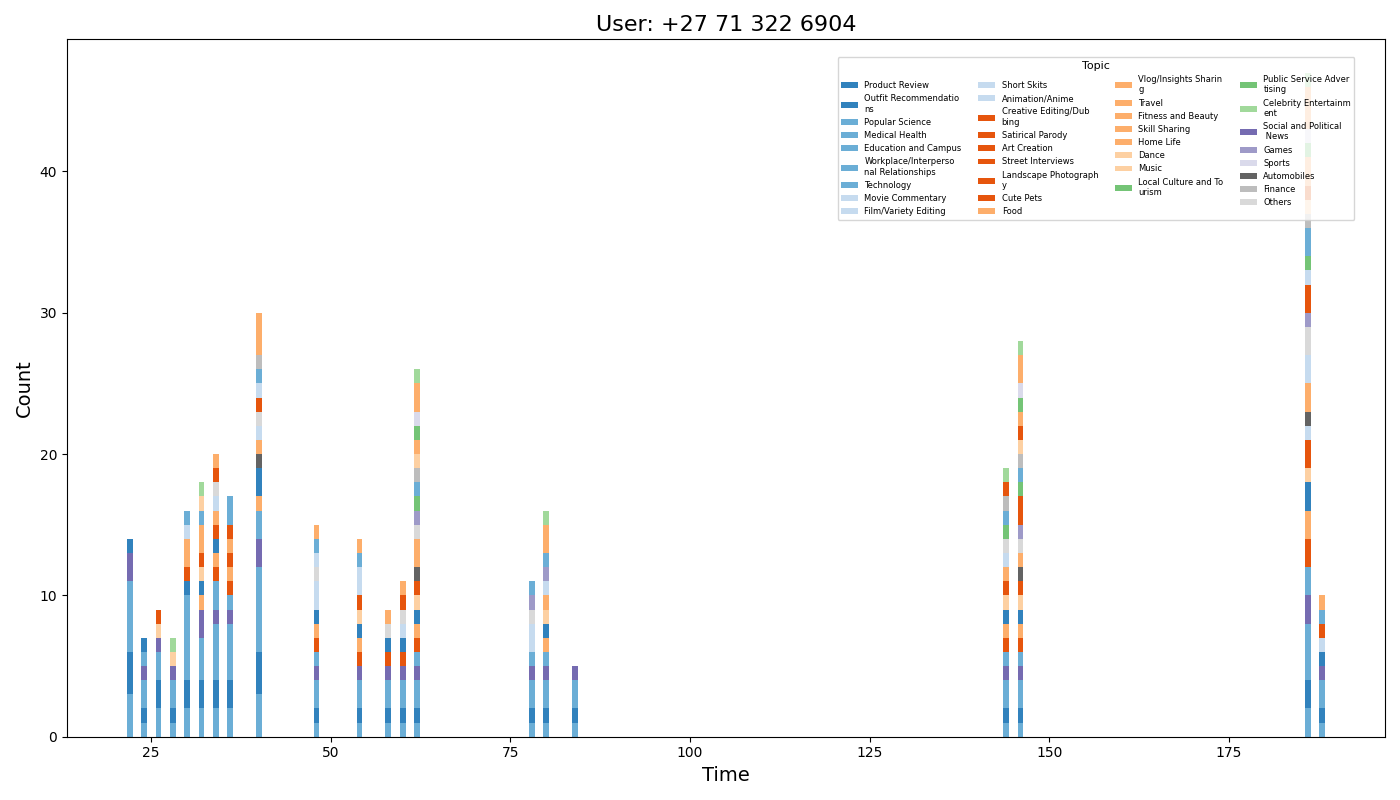 User: +27 71 322 6904
Topic
Product Review
Outfit Recommendatio
ns
Popular Science
Medical Health
Education and Campus
Workplace/Interperso
nal Relationships
Technology
Movie Commentary
Film/Variety Editing
Short Skits
Animation/Anime
Creative Editing/Dub
bing
Satirical Parody
Art Creation
Street Interviews
Landscape Photograph
y
Cute Pets
Food
Vlog/Insights Sharin
g
Travel
Fitness and Beauty
Skill Sharing
Home Life
Dance
Music
Local Culture and To
urism
Public Service Adver
tising
Celebrity Entertainm
ent
Social and Political
News
Games
Sports
Automobiles
Finance
Others
Count
40
30
20
10
0
25
50
75
100
125
150
175
Time